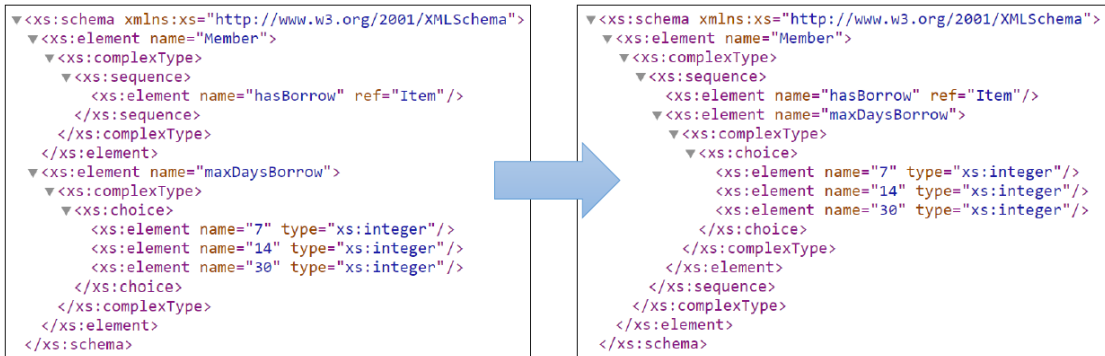 ▼<xs:schema xmlns:xs="http://www.w3.org/2001/XMLSchema">
▼<xs:element name="Member">
▼<xs:complexType>
▼<xs:sequence>
<xs:element name="hasBorrow" ref="Item"/>
</xs:sequence>
</xs:complexType>
</xs:element>
▼<xs:element name="maxDaysBorrow">
▼<xs:complexType>
▼<xs:choice>
<xs:element name="7" type="xs:integer"/>
<xs:element name="14" type="xs:integer"/>
<xs:element name="30" type="xs:integer"/>
</xs:choice>
</xs:complexType>
</xs:element>
</xs:schema>
▼<xs:schema xmlns:xs="http://www.w3.org/2001/XMLSchema">
▼<xs:element name="Member">
▼<xs:complexType>
▼<xs:sequence>
<xs:element name="hasBorrow" ref="Item"/>
▼<xs:element name="maxDaysBorrow">
▼<xs:complexType>
▼<xs:choice>
<xs:element name="7" type="xs:integer"/>
<xs:element name="14" type="xs:integer"/>
<xs:element name="30" type="xs:integer"/>
</xs:choice>
</xs:complexType>
</xs:element>
</xs:sequence>
</xs:complexType>
</xs:element>
</xs:schema>